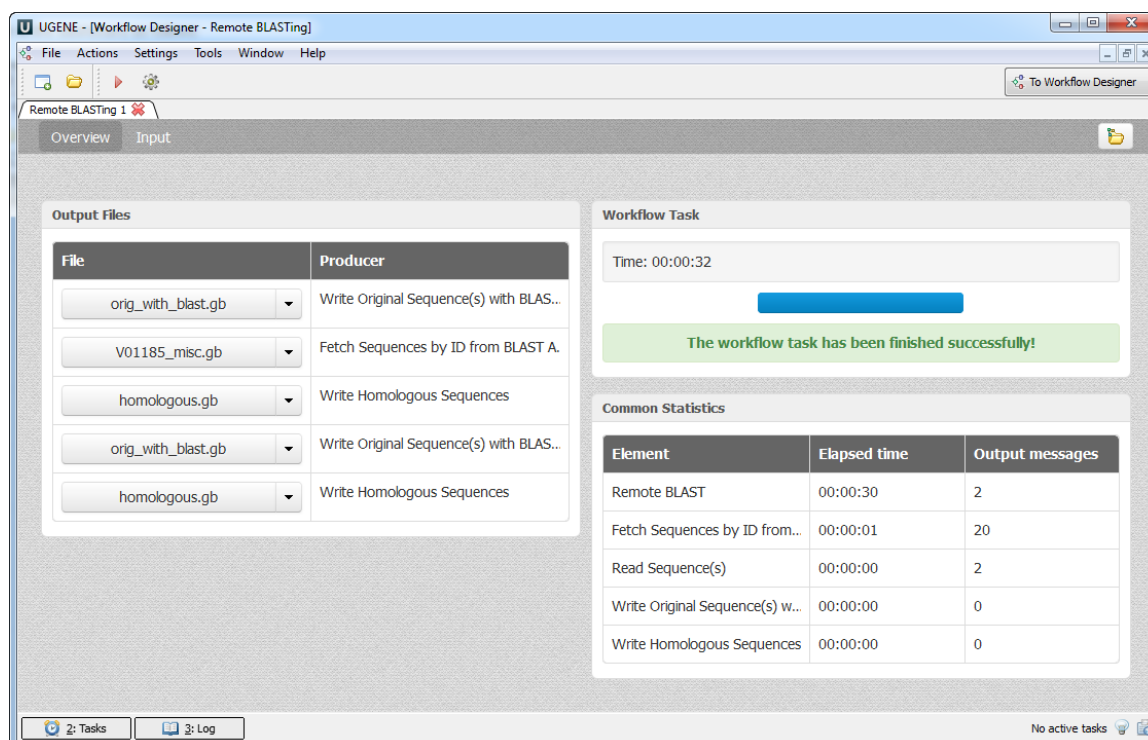 UGENE - [Workflow Designer - Remote BLASTing]
File Actions Settings Tools Window Help
To Workflow Designer
Remote BLASTing 1
Overview Input
Output Files
File Producer
orig_with_blast.gb Write Original Sequence(s) with BLAS...
V01185_misc.gb Fetch Sequences by ID from BLAST A.
homologous.gb Write Homologous Sequences
orig_with_blast.gb Write Original Sequence(s) with BLAS...
homologous.gb Write Homologous Sequences
Workflow Task
Time: 00:00:32
The workflow task has been finished successfully!
Common Statistics
Element Elapsed time Output messages
Remote BLAST 00:00:30 2
Fetch Sequences by ID from... 00:00:01 20
Read Sequence(s) 00:00:00 2
Write Original Sequence(s) w... 00:00:00 0
Write Homologous Sequences 00:00:00 0
2: Tasks 3: Log No active tasks